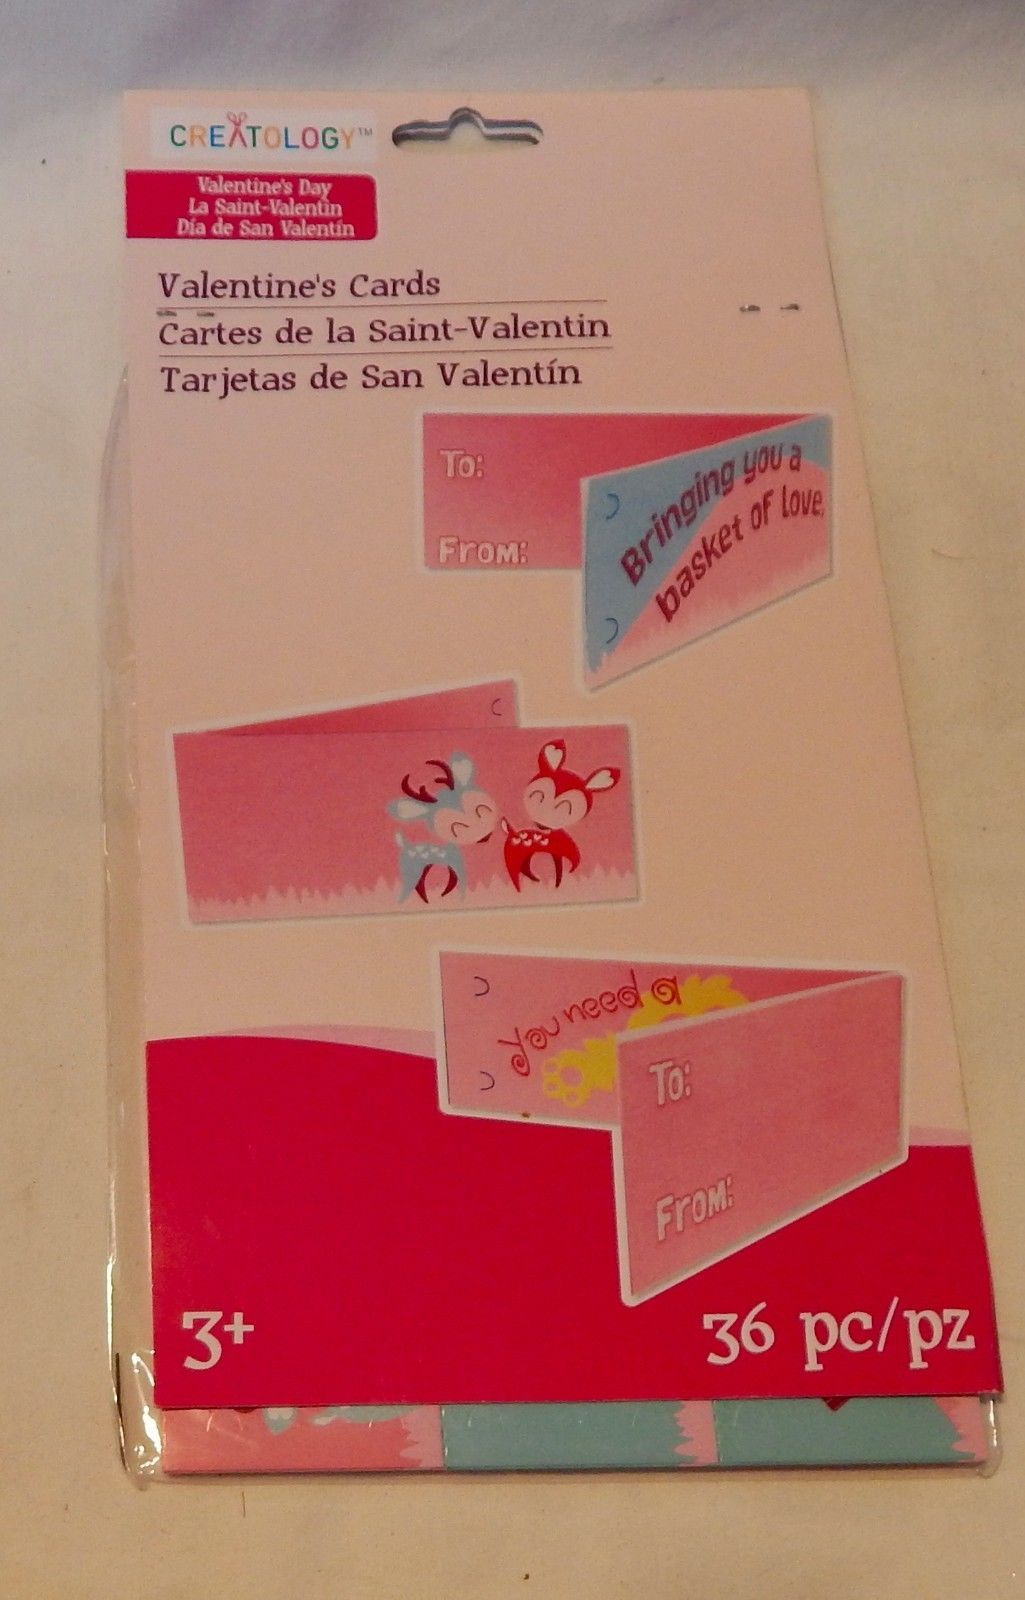 CREATOLOGY™
Valentine's Day
La Saint-Valentin
Día de San Valentín
Valentine's Cards
Cartes de la Saint-Valentin
Tarjetas de San Valentín
To:
From:
Bringing you a
basket of love,
You need a
To:
From:
3+
36 pc/pz